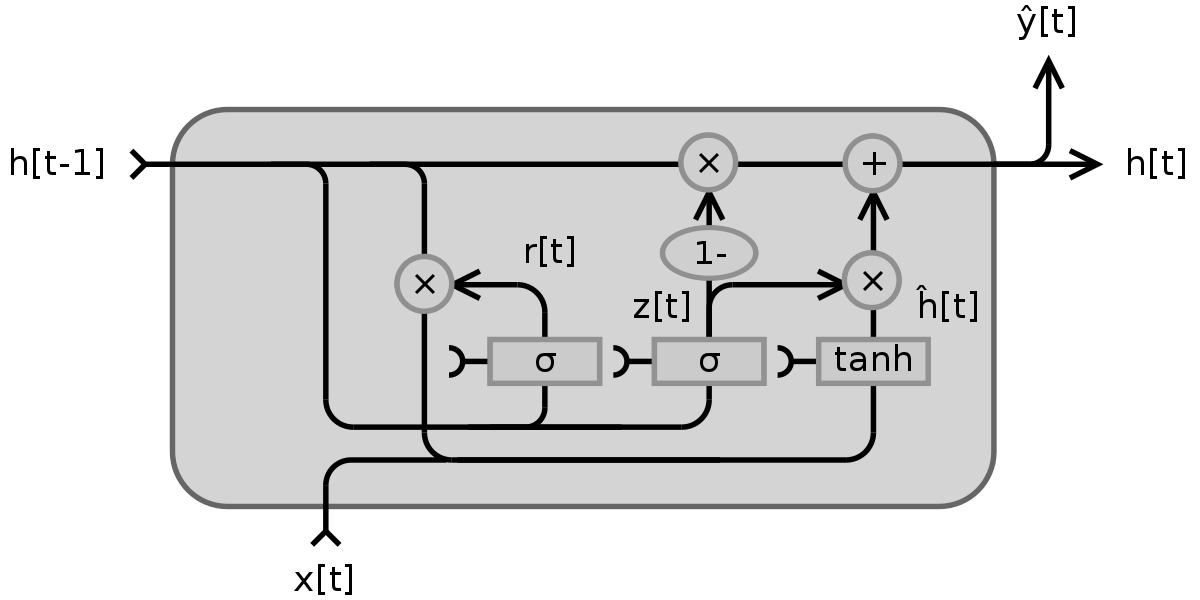 ŷ[t]
h[t-1]
×
+
h[t]
r[t]
1-
×
z[t]
×
ĥ[t]
σ
σ
tanh
x[t]